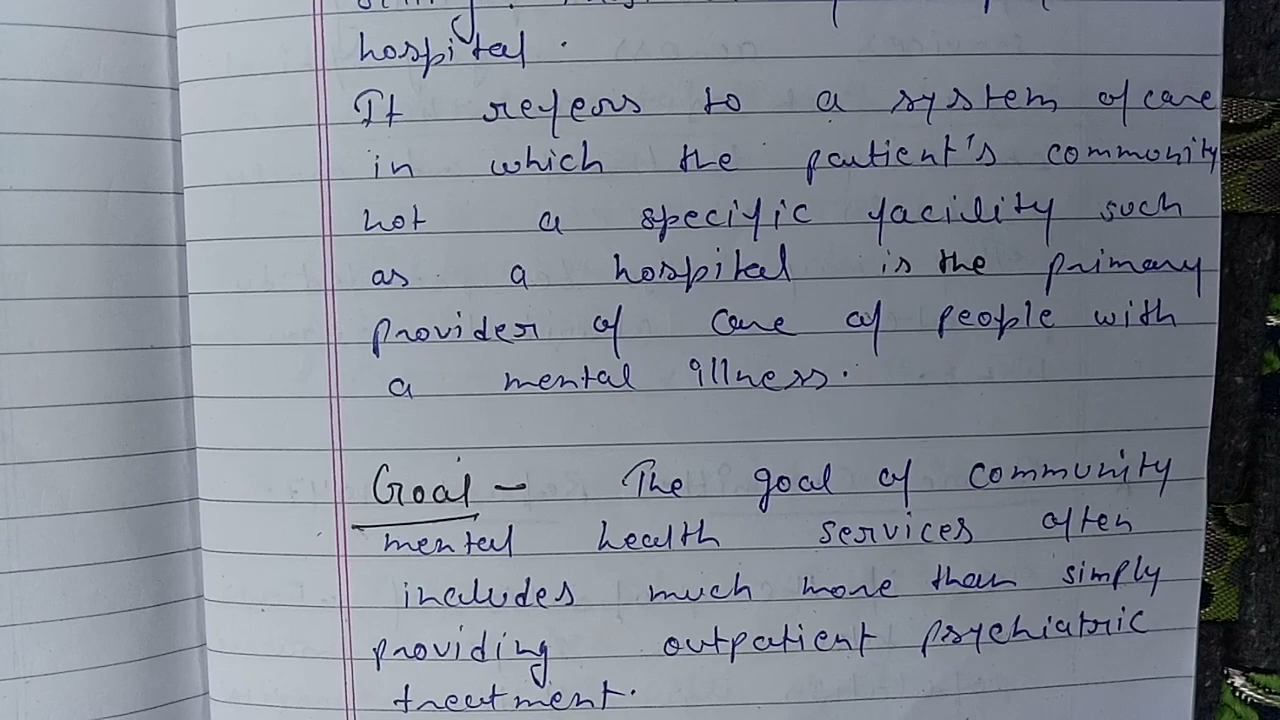 hospital.
It refers to a system of care
in which the patient's community
not a specific facility such
as a hospital is the primary
provider of care of people with
a mental illness.
Goal - The goal of community
mental health services often
includes much more than simply
providing outpatient psychiatric
treatment.